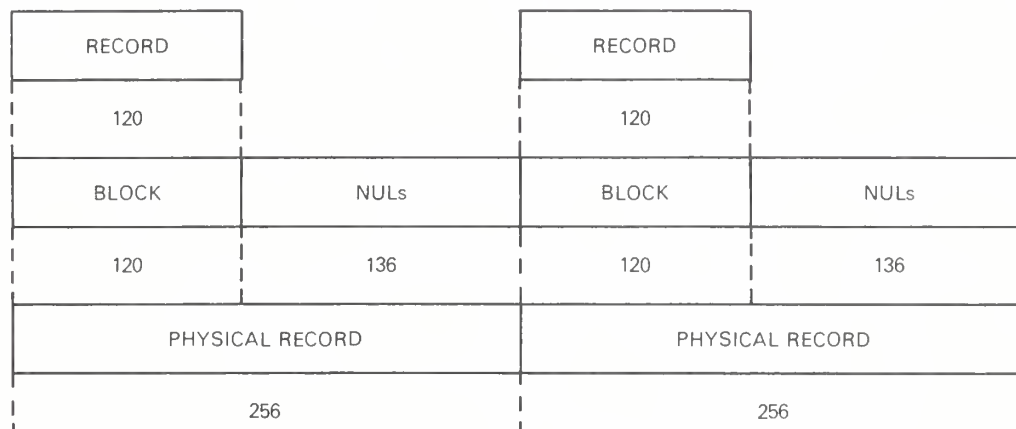 RECORD RECORD
120 120
BLOCK NULs BLOCK NULs
120 136 120 136
PHYSICAL RECORD PHYSICAL RECORD
256 256